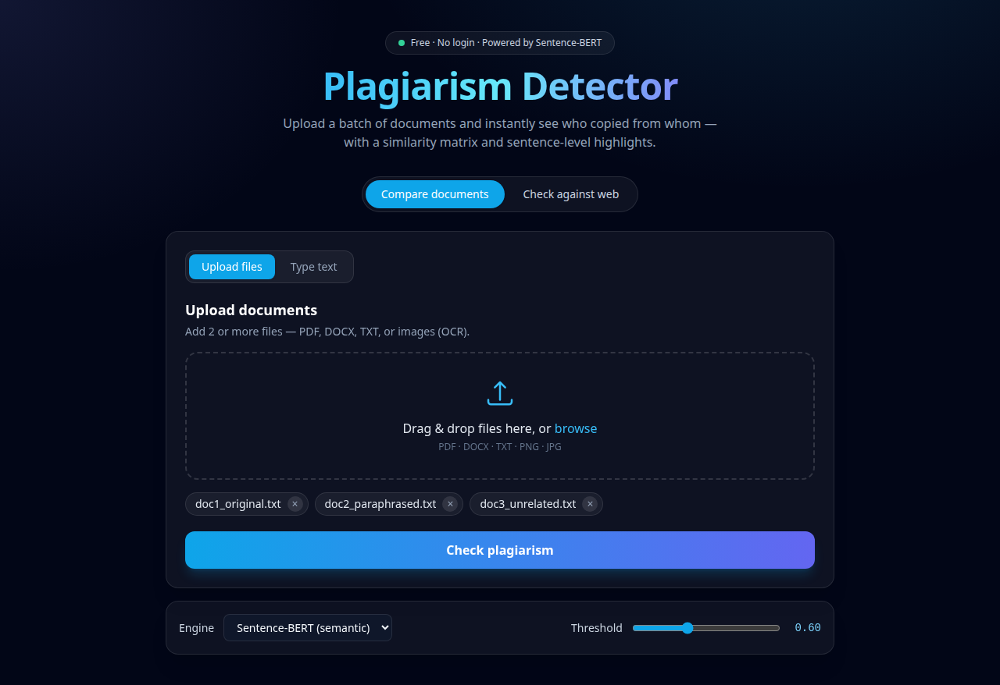 Free · No login · Powered by Sentence-BERT
Plagiarism Detector
Upload a batch of documents and instantly see who copied from whom —
with a similarity matrix and sentence-level highlights.
Compare documents
Check against web
Upload files
Type text
Upload documents
Add 2 or more files — PDF, DOCX, TXT, or images (OCR).
Drag & drop files here, or browse
PDF · DOCX · TXT · PNG · JPG
doc1_original.txt ×
doc2_paraphrased.txt ×
doc3_unrelated.txt ×
Check plagiarism
Engine
Sentence-BERT (semantic)
Threshold
0.60